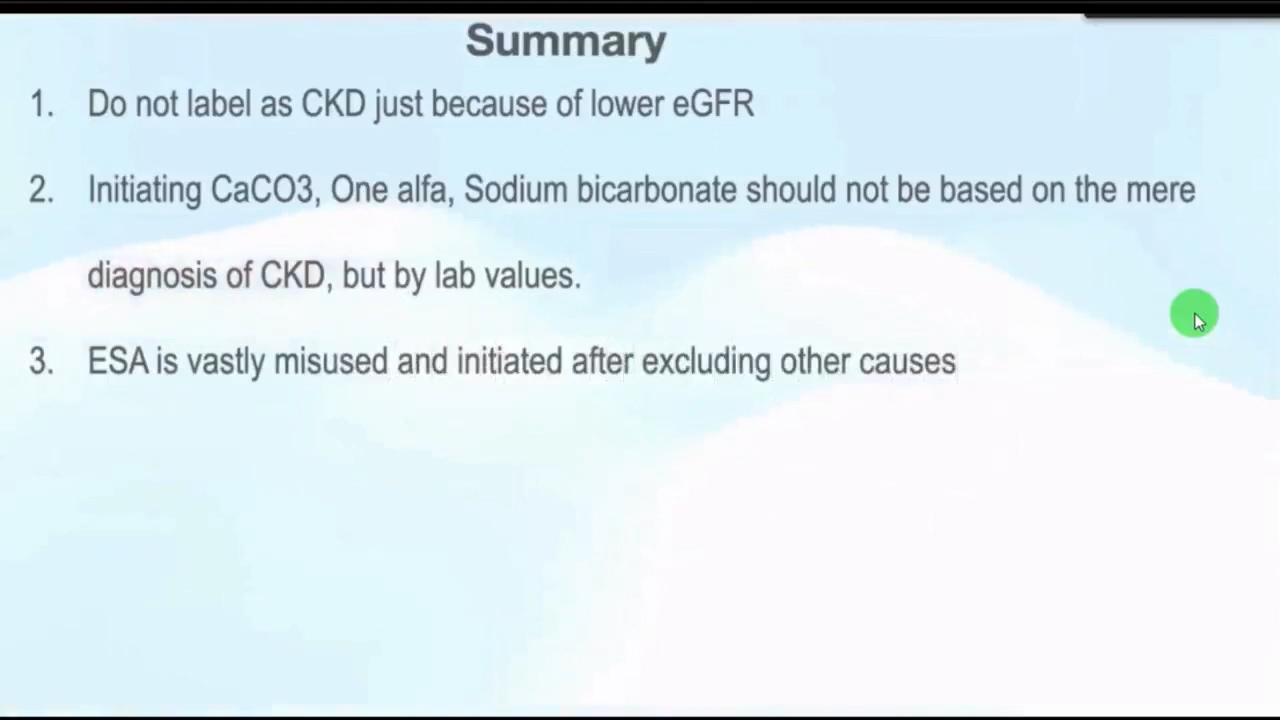 Summary
1. Do not label as CKD just because of lower eGFR
2. Initiating CaCO3, One alfa, Sodium bicarbonate should not be based on the mere
diagnosis of CKD, but by lab values.
3. ESA is vastly misused and initiated after excluding other causes